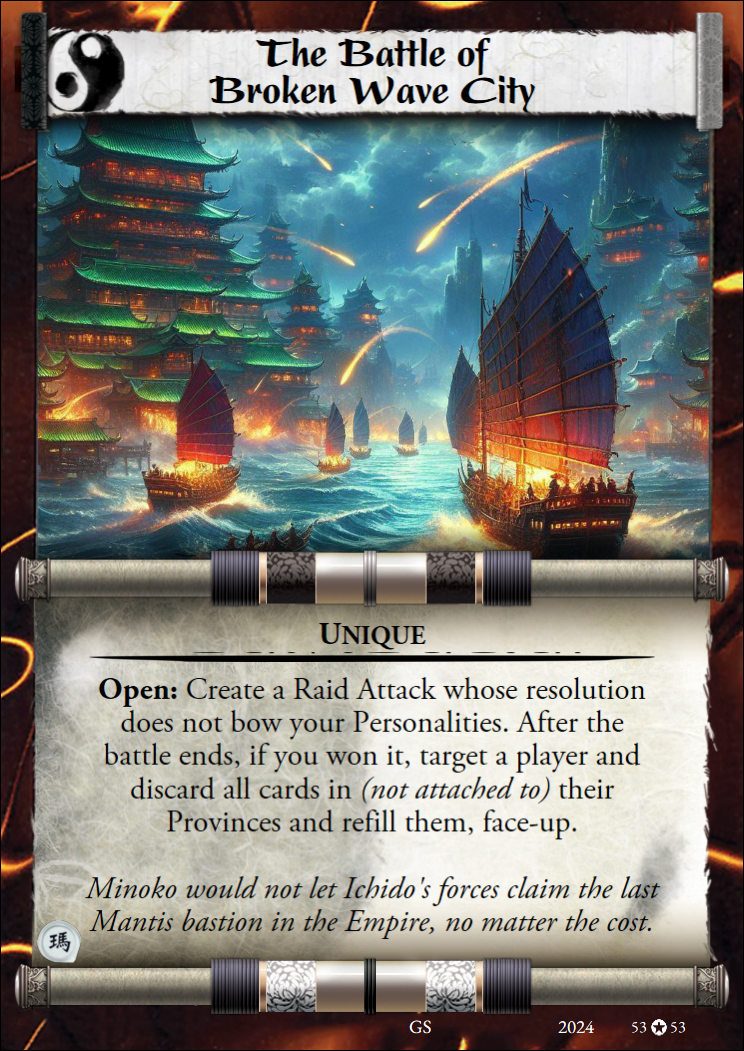 The Battle of
Broken Wave City
Unique
Open: Create a Raid Attack whose resolution
does not bow your Personalities. After the
battle ends, if you won it, target a player and
discard all cards in (not attached to) their
Provinces and refill them, face-up.
Minoko would not let Ichido's forces claim the last
Mantis bastion in the Empire, no matter the cost.
瑪
GS 2024 53 ✪ 53